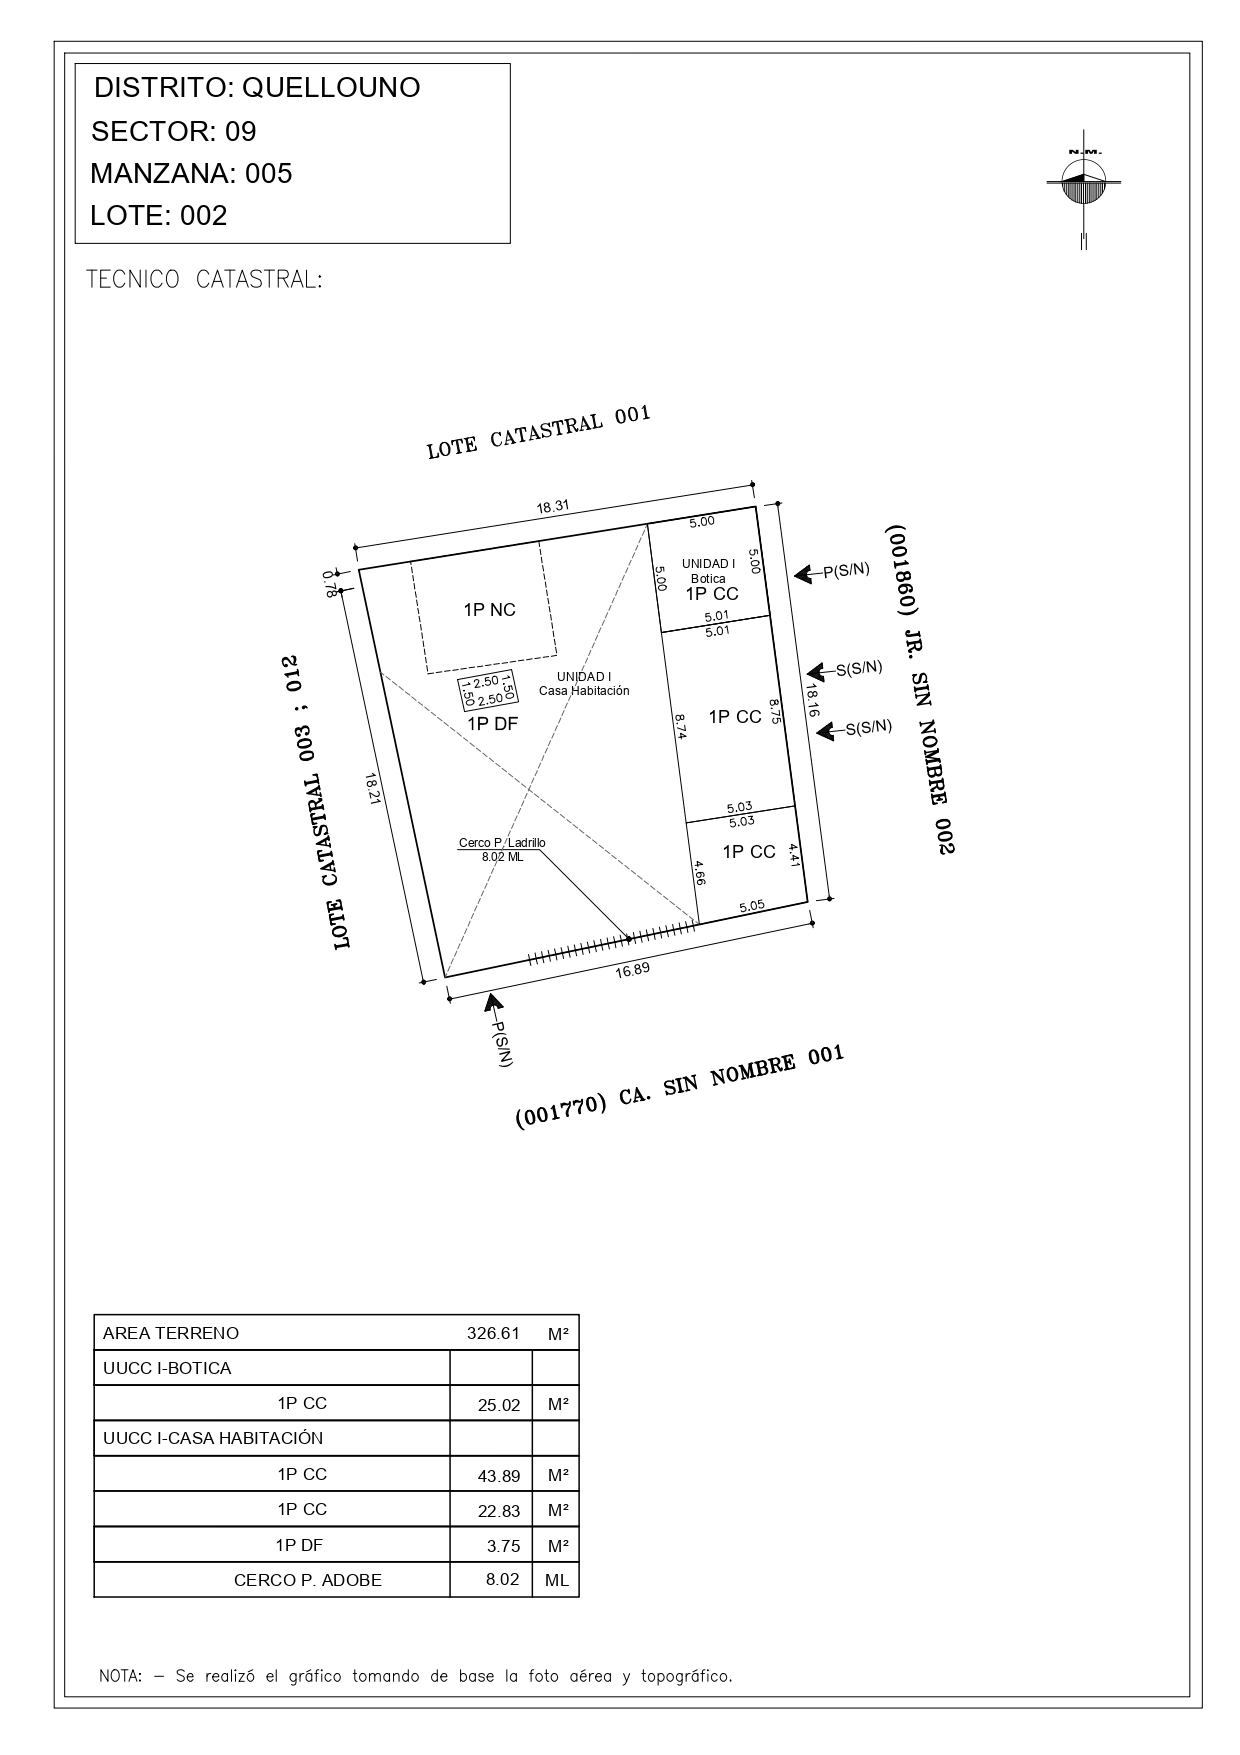 DISTRITO: QUELLOUNO
SECTOR: 09
MANZANA: 005
LOTE: 002
N.M.
TECNICO CATASTRAL:
LOTE CATASTRAL 001
18.31
5.00
0.78
UNIDAD I
Botica
1P CC
5.00
5.00
P(S/N)
(001860) JR. SIN NOMBRE 002
1P NC
5.01
5.01
LOTE CATASTRAL 003 ; 012
2.50
1.50
1.50
2.50
1P DF
UNIDAD I
Casa Habitación
S(S/N)
18.16
S(S/N)
8.74
1P CC
8.75
18.21
5.03
5.03
Cerco P. Ladrillo
8.02 ML
1P CC
4.66
4.41
5.05
16.89
P(S/N)
(001770) CA. SIN NOMBRE 001
AREA TERRENO 326.61 M²
UUCC I-BOTICA
1P CC 25.02 M²
UUCC I-CASA HABITACIÓN
1P CC 43.89 M²
1P CC 22.83 M²
1P DF 3.75 M²
CERCO P. ADOBE 8.02 ML
NOTA: – Se realizó el gráfico tomando de base la foto aérea y topográfico.